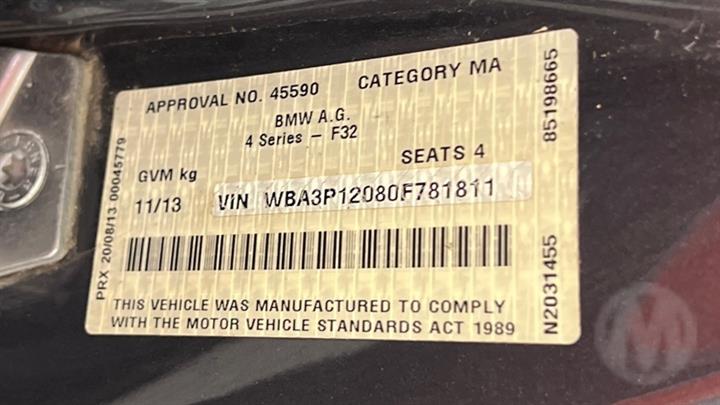 APPROVAL NO. 45590 CATEGORY MA
BMW A.G.
4 Series – F32
GVM kg SEATS 4
11/13 VIN WBA3P12080F781811
THIS VEHICLE WAS MANUFACTURED TO COMPLY
WITH THE MOTOR VEHICLE STANDARDS ACT 1989
PRX 20/08/13 00045779
85198665
N2031455
M